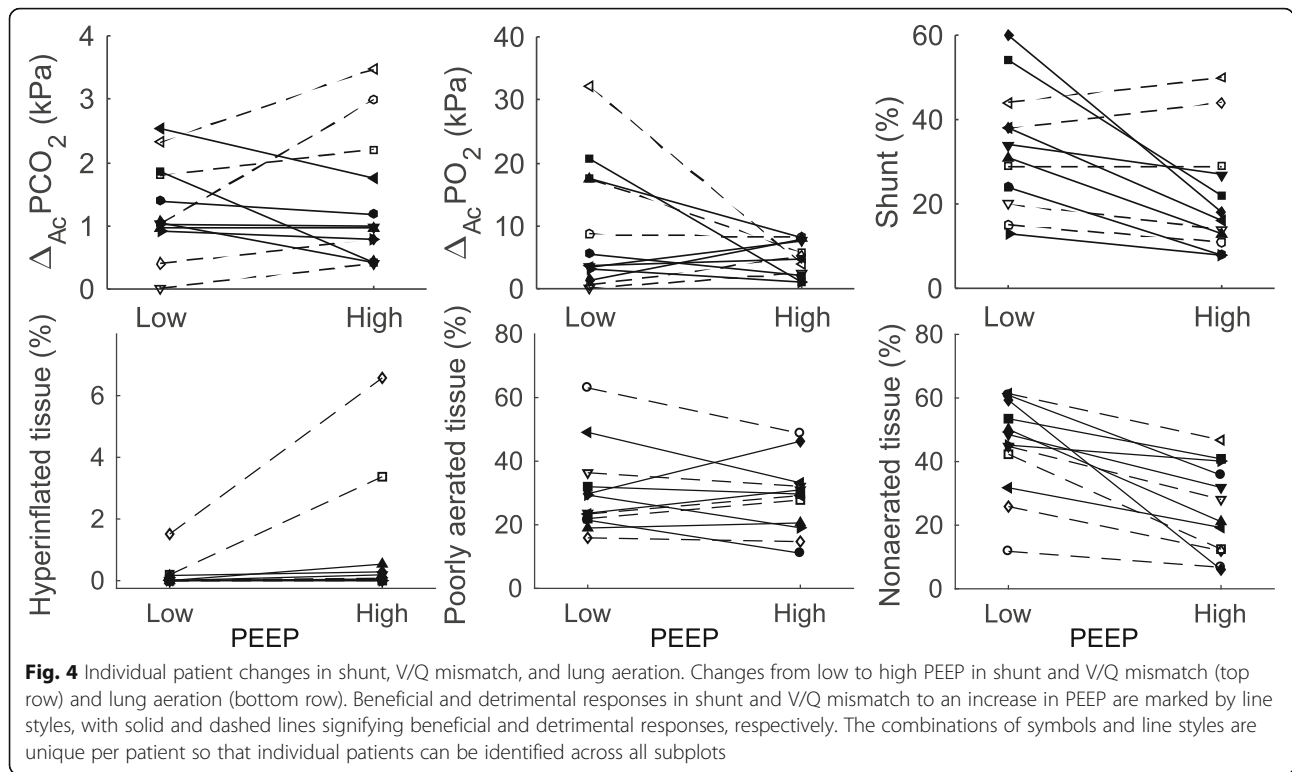 Δ_Ac PCO_2 (kPa)
4
3
2
1
0
Low
High
Δ_Ac PO_2 (kPa)
40
30
20
10
0
Low
High
Shunt (%)
60
40
20
0
Low
High
Hyperinflated tissue (%)
6
4
2
0
Low
High
PEEP
Poorly aerated tissue (%)
80
60
40
20
0
Low
High
PEEP
Nonaerated tissue (%)
80
60
40
20
0
Low
High
PEEP
Fig. 4 Individual patient changes in shunt, V/Q mismatch, and lung aeration. Changes from low to high PEEP in shunt and V/Q mismatch (top
row) and lung aeration (bottom row). Beneficial and detrimental responses in shunt and V/Q mismatch to an increase in PEEP are marked by line
styles, with solid and dashed lines signifying beneficial and detrimental responses, respectively. The combinations of symbols and line styles are
unique per patient so that individual patients can be identified across all subplots